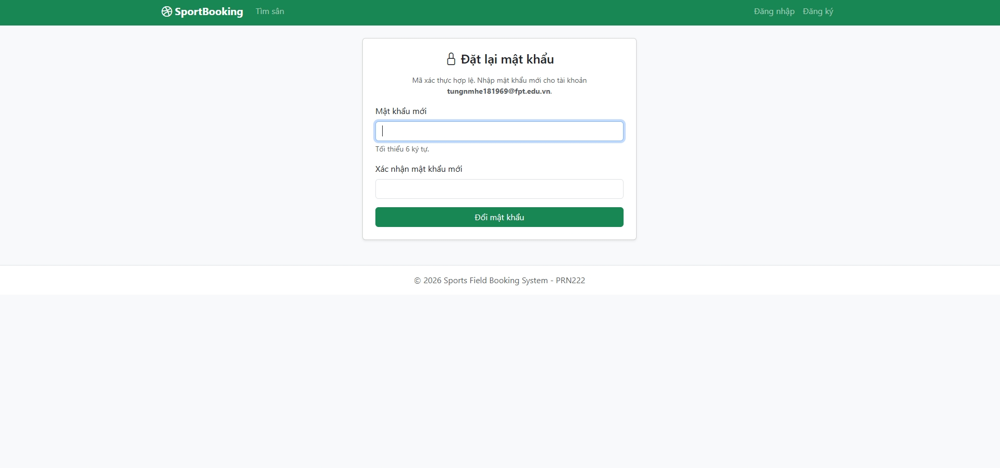 SportBooking
Tìm sân
Đăng nhập
Đăng ký
Đặt lại mật khẩu
Mã xác thực hợp lệ. Nhập mật khẩu mới cho tài khoản
tungnmhe181969@fpt.edu.vn.
Mật khẩu mới
Tối thiểu 6 ký tự.
Xác nhận mật khẩu mới
Đổi mật khẩu
© 2026 Sports Field Booking System - PRN222